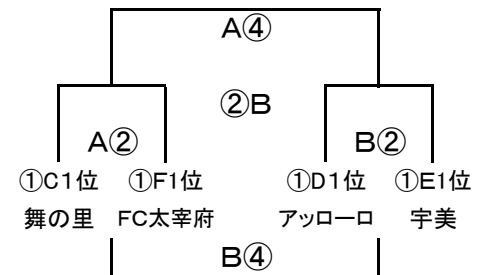 A④
②B
A② B②
①C1位 ①F1位 ①D1位 ①E1位
舞の里 FC太宰府 アッローロ 宇美
B④